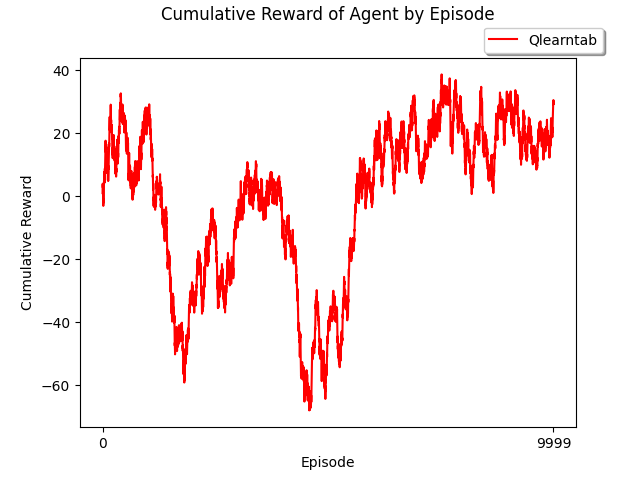 Cumulative Reward of Agent by Episode
Qlearntab
40
20
0
−20
−40
−60
Cumulative Reward
0
9999
Episode